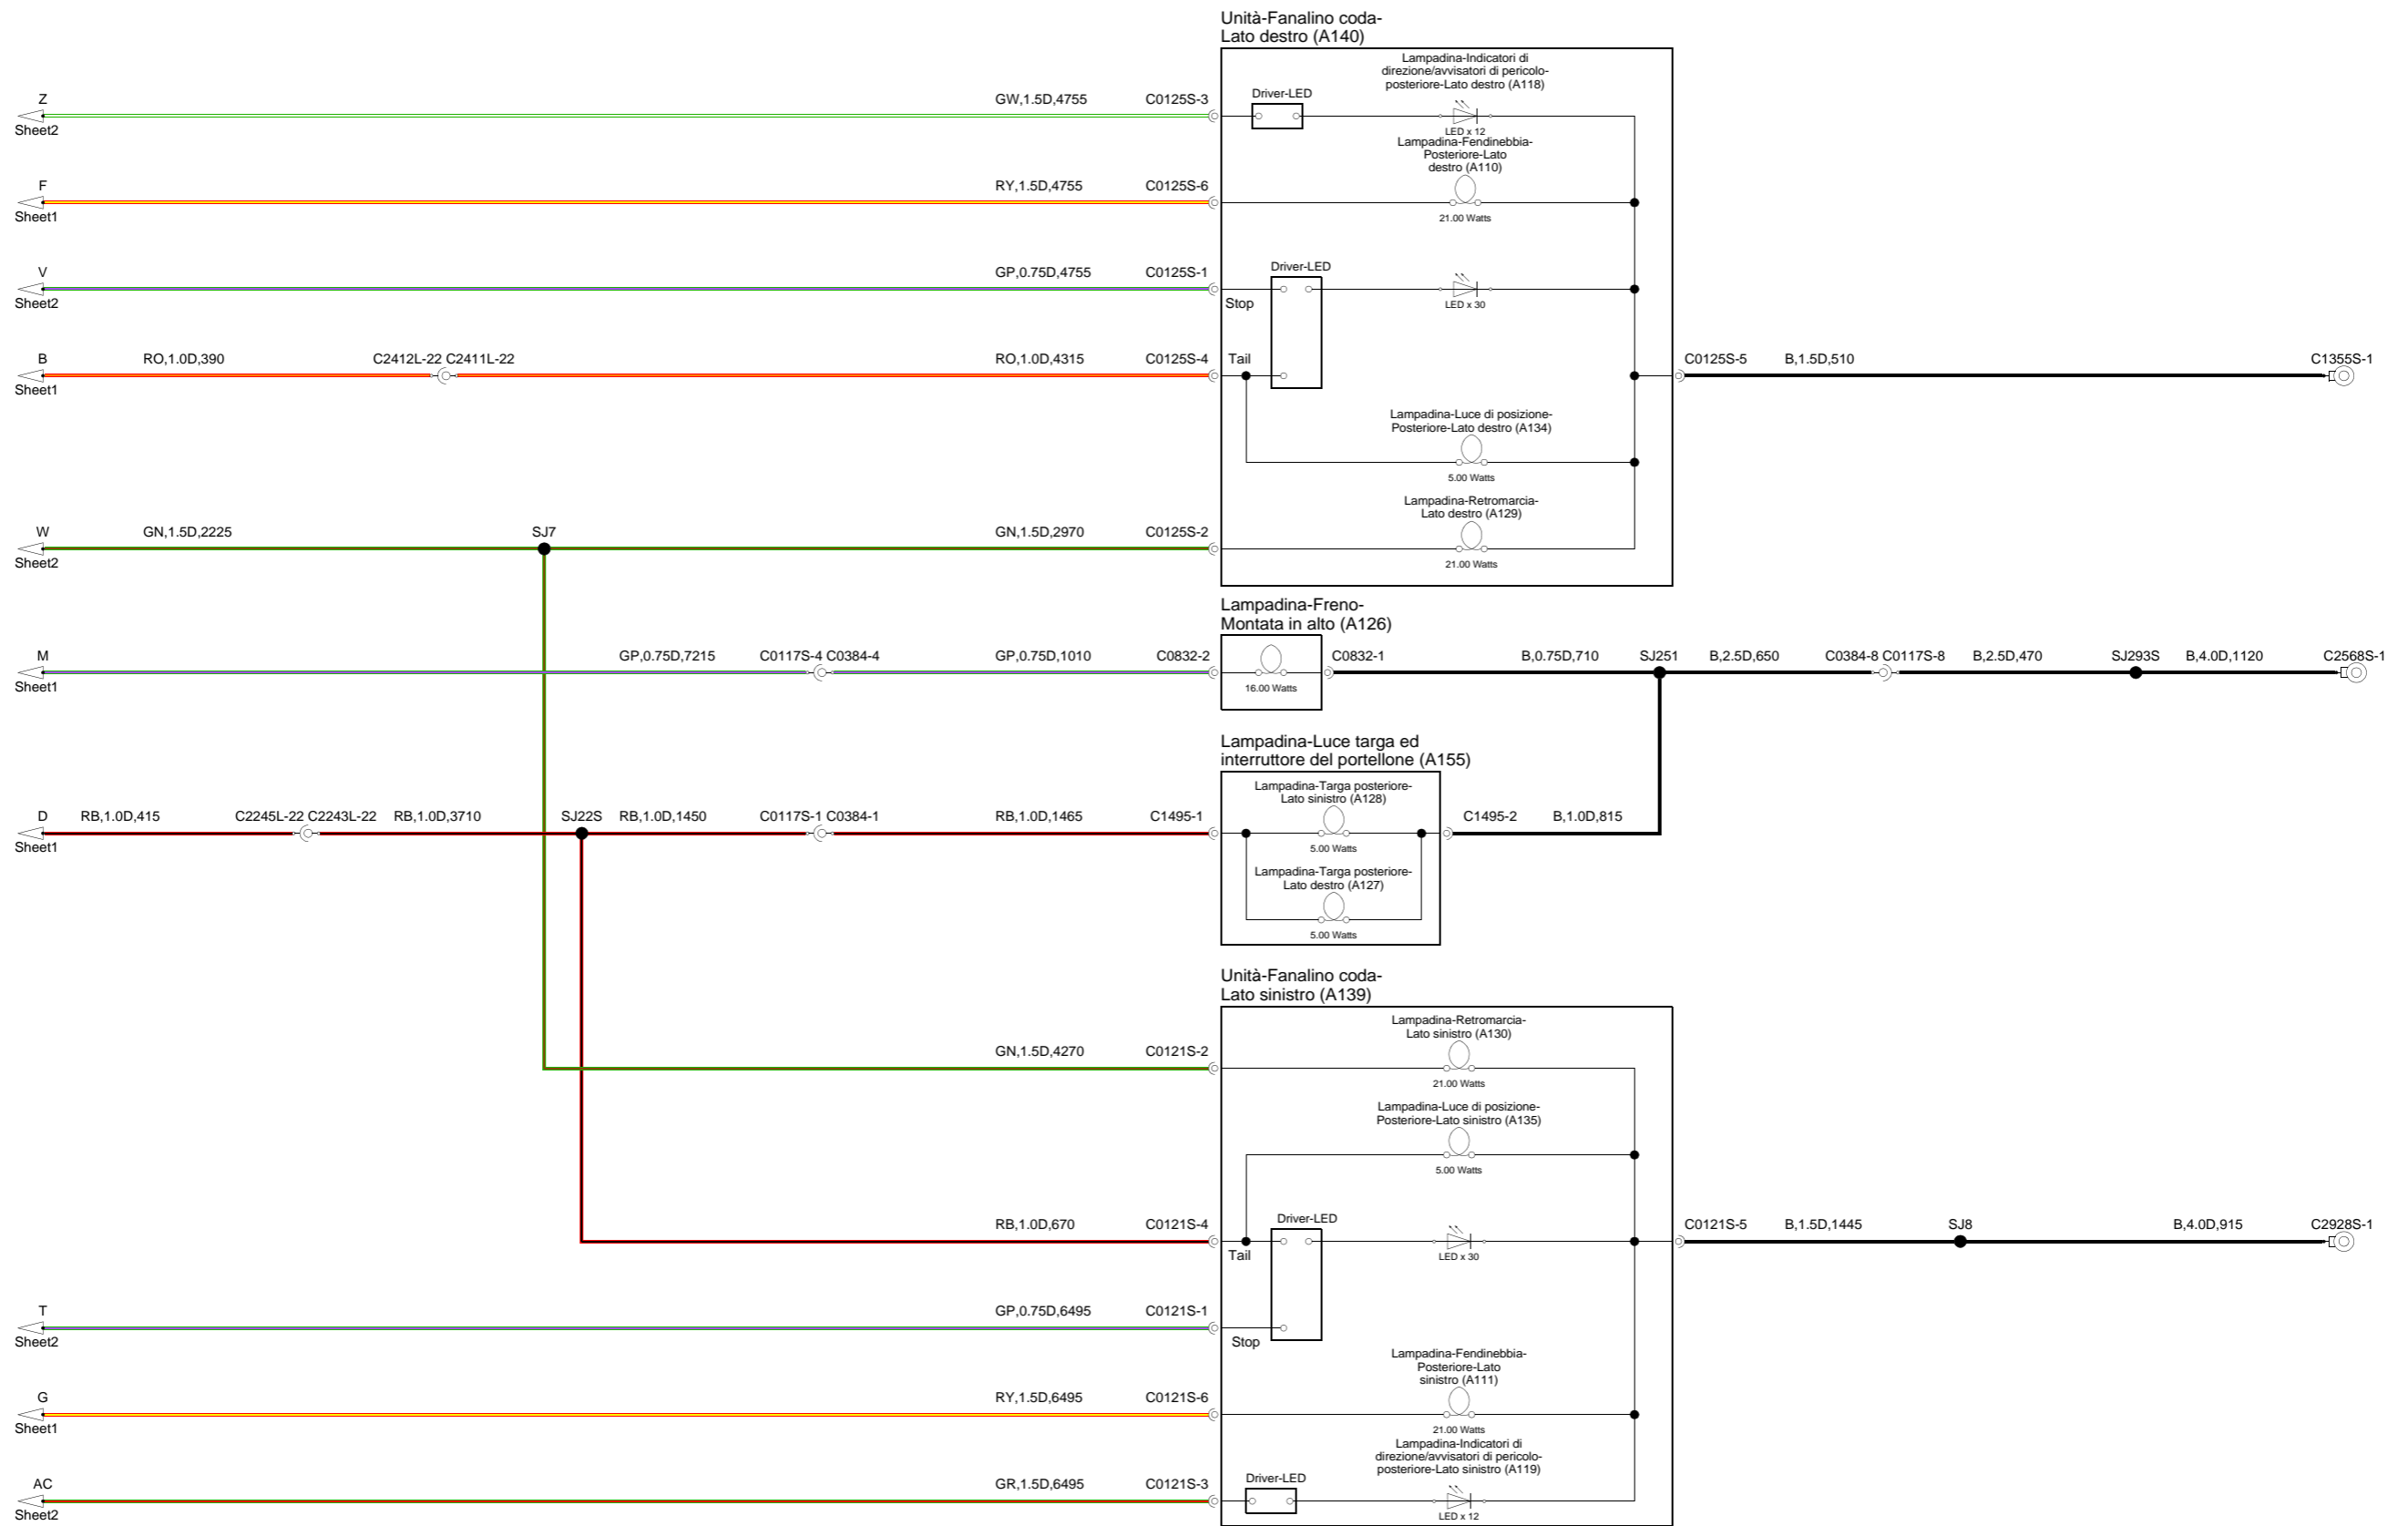 Unità-Fanalino coda-
Lato destro (A140)
Lampadina-Indicatori di
direzione/avvisatori di pericolo-
posteriore-Lato destro (A118)
Driver-LED
Z
GW,1.5D,4755
C0125S-3
Sheet2
LED x 12
Lampadina-Fendinebbia-
Posteriore-Lato
destro (A110)
F
RY,1.5D,4755
C0125S-6
Sheet1
21.00 Watts
V
GP,0.75D,4755
C0125S-1
Driver-LED
Sheet2
Stop
LED x 30
B
RO,1.0D,390
C2412L-22 C2411L-22
RO,1.0D,4315
C0125S-4
Tail
C0125S-5
B,1.5D,510
C1355S-1
Sheet1
Lampadina-Luce di posizione-
Posteriore-Lato destro (A134)
5.00 Watts
Lampadina-Retromarcia-
Lato destro (A129)
W
GN,1.5D,2225
SJ7
GN,1.5D,2970
C0125S-2
Sheet2
21.00 Watts
Lampadina-Freno-
Montata in alto (A126)
M
GP,0.75D,7215
C0117S-4 C0384-4
GP,0.75D,1010
C0832-2
C0832-1
B,0.75D,710
SJ251
B,2.5D,650
C0384-8 C0117S-8
B,2.5D,470
SJ293S
B,4.0D,1120
C2568S-1
Sheet1
16.00 Watts
Lampadina-Luce targa ed
interruttore del portellone (A155)
Lampadina-Targa posteriore-
Lato sinistro (A128)
D
RB,1.0D,415
C2245L-22 C2243L-22
RB,1.0D,3710
SJ22S
RB,1.0D,1450
C0117S-1 C0384-1
RB,1.0D,1465
C1495-1
C1495-2
B,1.0D,815
Sheet1
5.00 Watts
Lampadina-Targa posteriore-
Lato destro (A127)
5.00 Watts
Unità-Fanalino coda-
Lato sinistro (A139)
Lampadina-Retromarcia-
Lato sinistro (A130)
GN,1.5D,4270
C0121S-2
21.00 Watts
Lampadina-Luce di posizione-
Posteriore-Lato sinistro (A135)
5.00 Watts
RB,1.0D,670
C0121S-4
Driver-LED
Tail
LED x 30
C0121S-5
B,1.5D,1445
SJ8
B,4.0D,915
C2928S-1
T
GP,0.75D,6495
C0121S-1
Sheet2
Stop
Lampadina-Fendinebbia-
Posteriore-Lato
sinistro (A111)
G
RY,1.5D,6495
C0121S-6
Sheet1
21.00 Watts
Lampadina-Indicatori di
direzione/avvisatori di pericolo-
posteriore-Lato sinistro (A119)
AC
GR,1.5D,6495
C0121S-3
Driver-LED
Sheet2
LED x 12